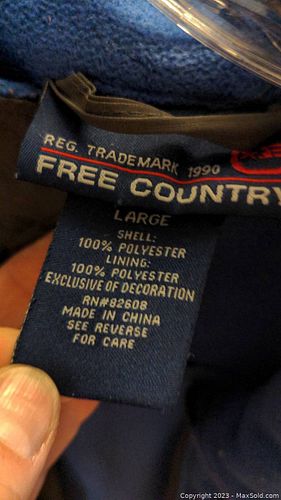 REG. TRADEMARK 1990
FREE COUNTRY
LARGE
SHELL:
100% POLYESTER
LINING:
100% POLYESTER
EXCLUSIVE OF DECORATION
RN#82608
MADE IN CHINA
SEE REVERSE
FOR CARE
Copyright 2023 - MaxSold.com